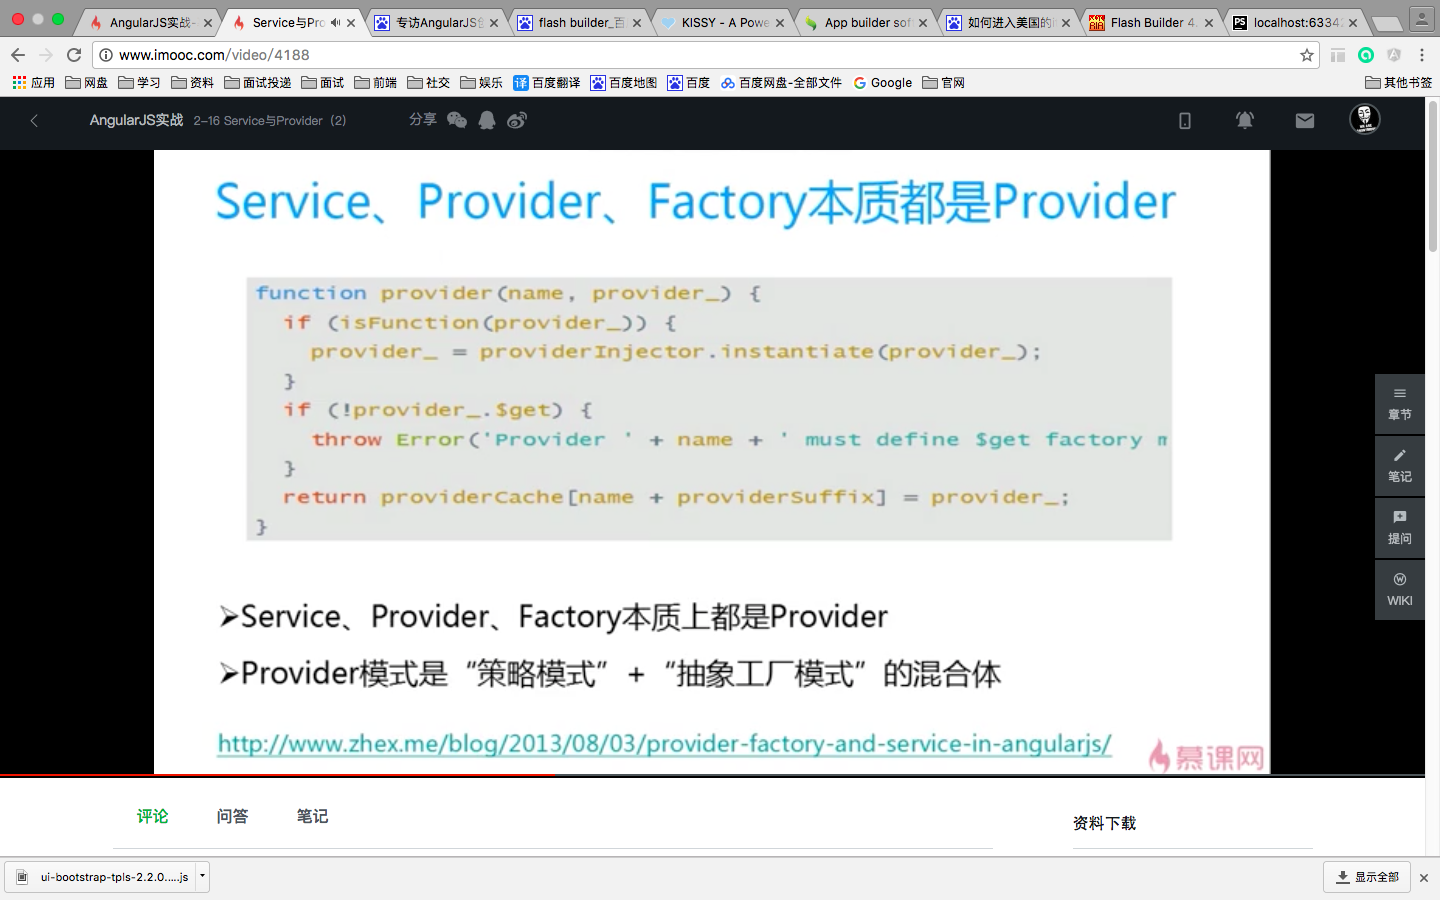 AngularJS实战-
Service与Pro
专访AngularJS
flash builder_百
KISSY - A Powe
App builder sof
如何进入美国的i
Flash Builder 4.
localhost:6334
www.imooc.com/video/4188
应用 网盘 学习 资料 面试投递 面试 前端 社交 娱乐 百度翻译 百度地图 百度 百度网盘-全部文件 Google 官网 其他书签
AngularJS实战 2-16 Service与Provider（2） 分享
Service、Provider、Factory本质都是Provider
function provider(name, provider_) {
if (isFunction(provider_)) {
provider_ = providerInjector.instantiate(provider_);
}
if (!provider_.$get) {
throw Error('Provider ' + name + ' must define $get factory m
}
return providerCache[name + providerSuffix] = provider_;
}
➢Service、Provider、Factory本质上都是Provider
➢Provider模式是“策略模式”+“抽象工厂模式”的混合体
http://www.zhex.me/blog/2013/08/03/provider-factory-and-service-in-angularjs/
慕课网
章节
笔记
提问
WIKI
评论 问答 笔记
资料下载
ui-bootstrap-tpls-2.2.0.....js
显示全部